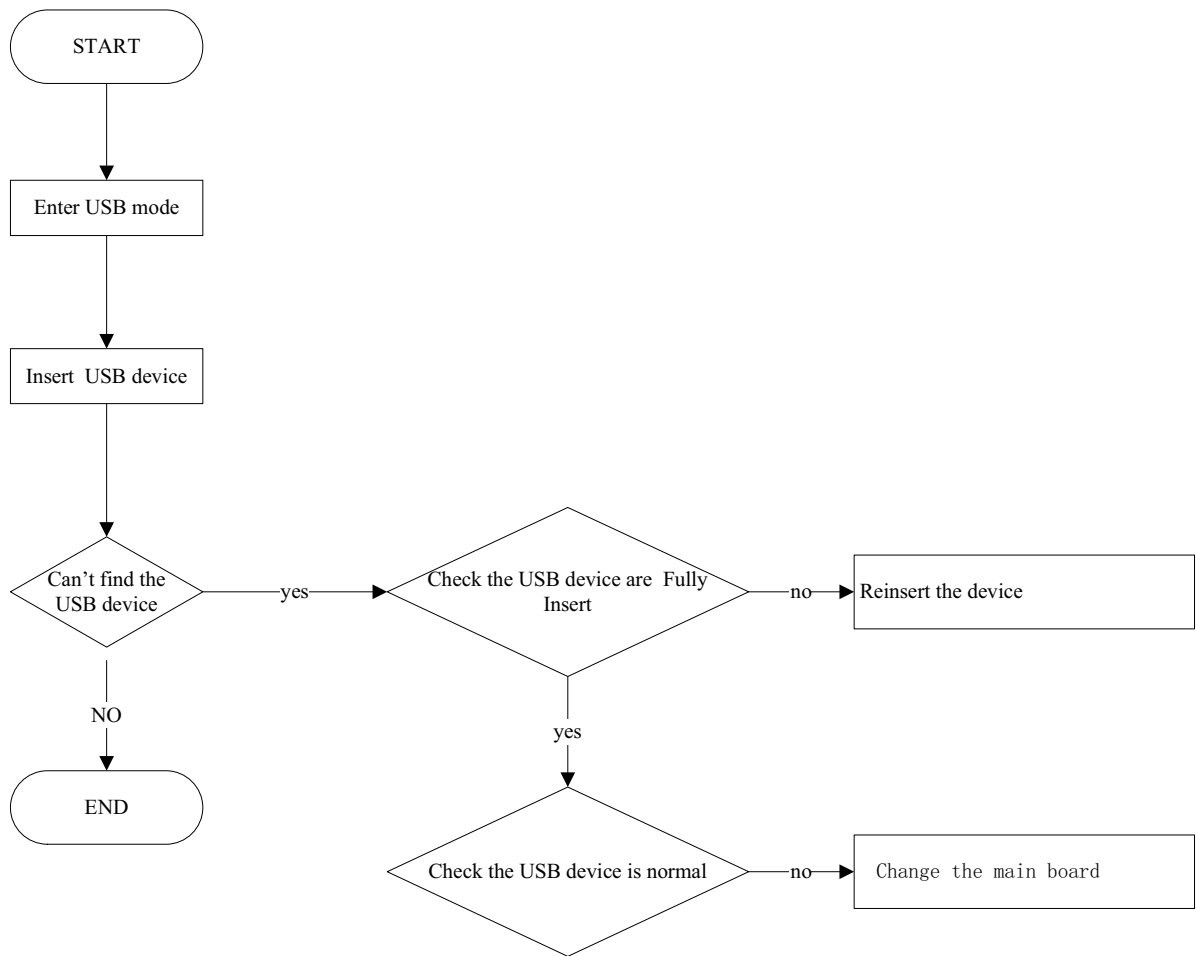 START
Enter USB mode
Insert  USB device
Can’t find the
USB device
yes
Check the USB device are  Fully
Insert
no
Reinsert the device
NO
yes
END
Check the USB device is normal
no
Change the main board